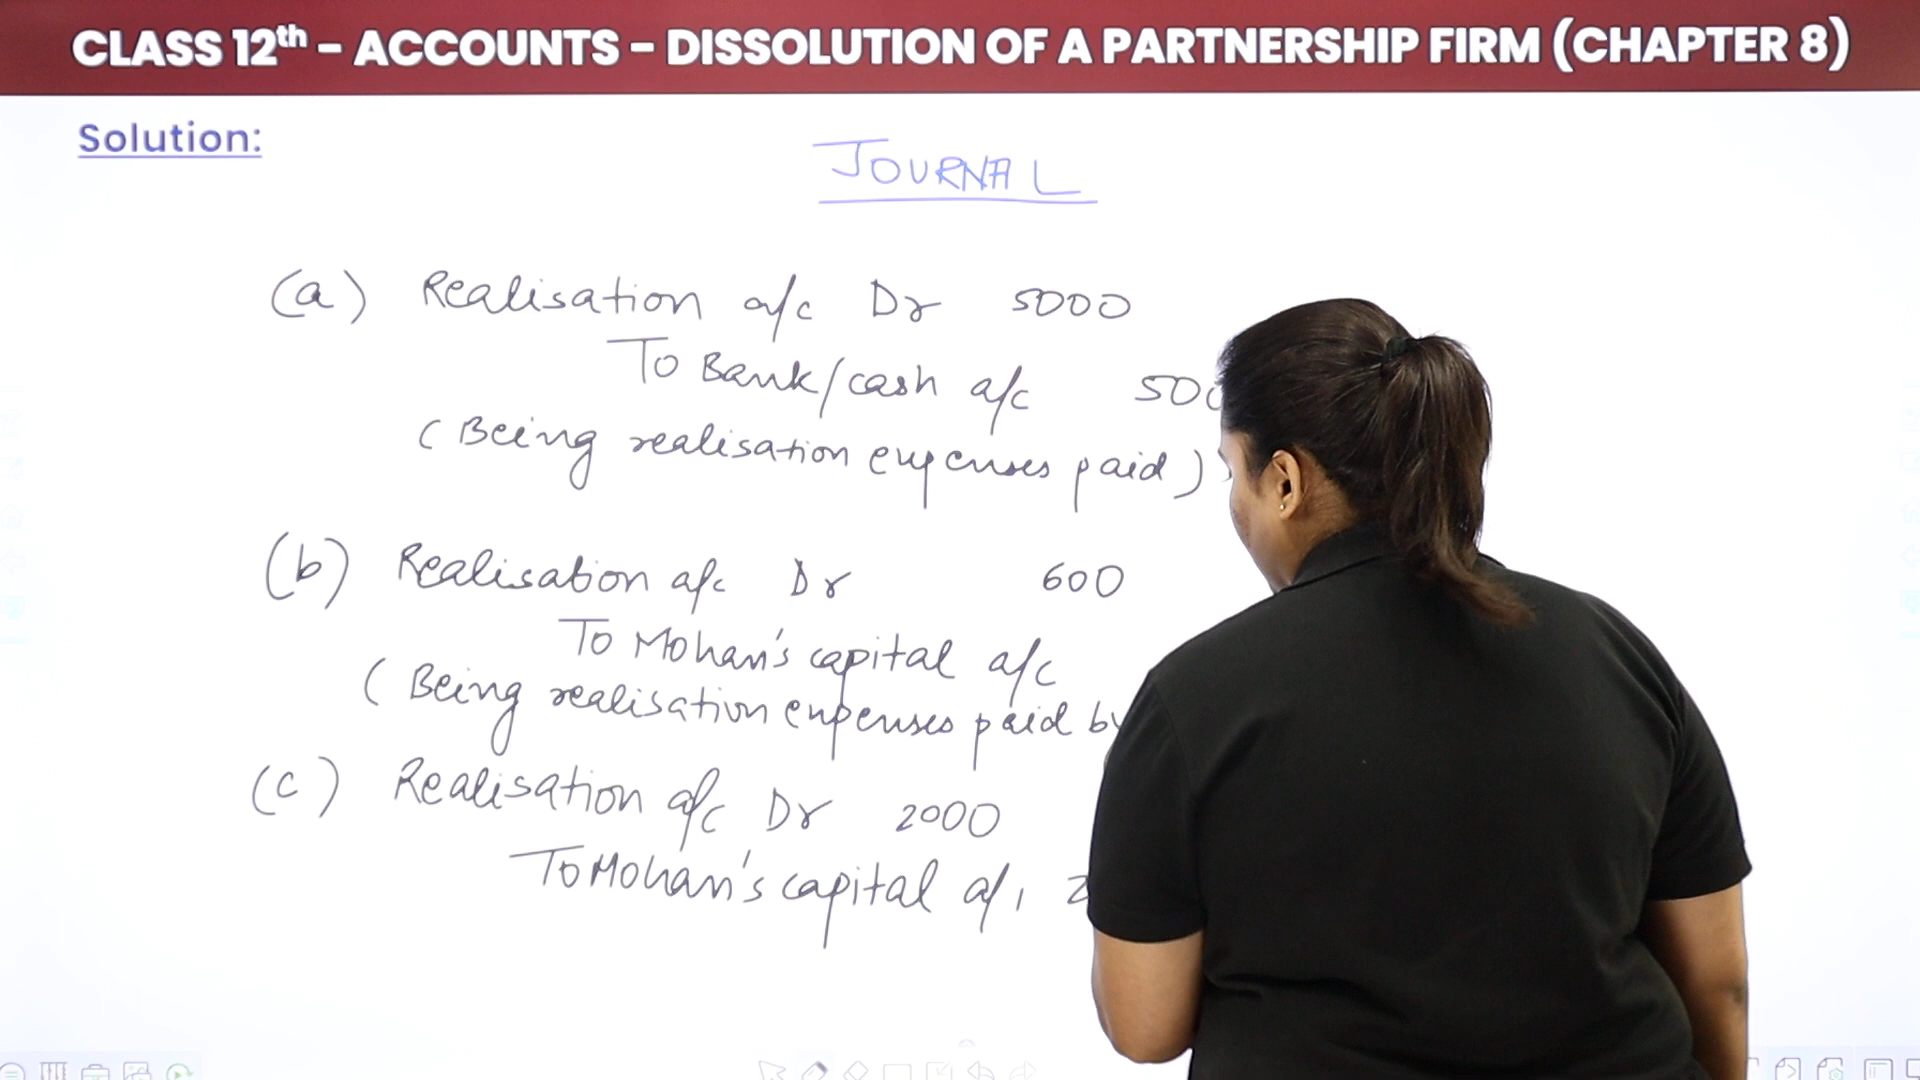 CLASS 12th – ACCOUNTS – DISSOLUTION OF A PARTNERSHIP FIRM (CHAPTER 8)
Solution:
JOURNAL
(a) Realisation a/c Dr 5000
To Bank/cash a/c
(Being realisation expenses paid)
(b) Realisation a/c Dr 600
To Mohan's capital a/c
(Being realisation expenses paid by
(c) Realisation a/c Dr 2000
To Mohan's capital a/